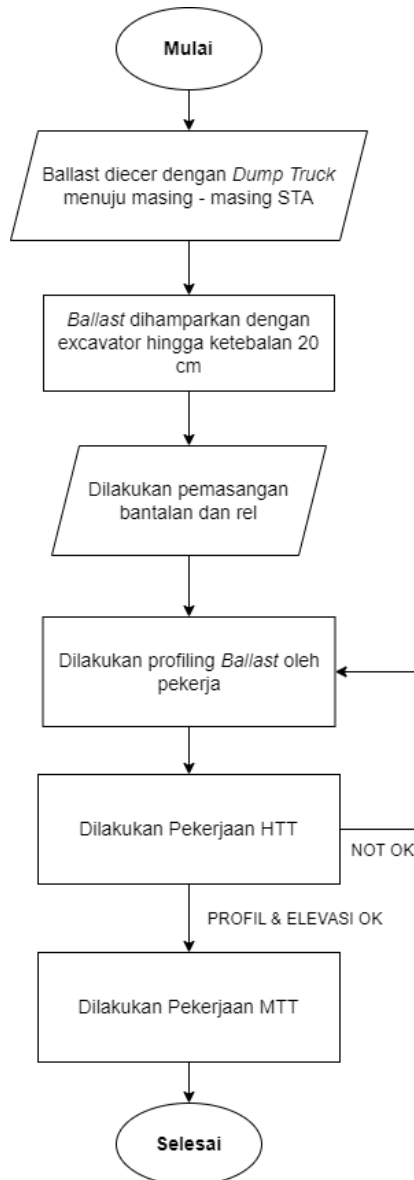 Mulai
Ballast diecer dengan Dump Truck
menuju masing - masing STA
Ballast dihamparkan dengan
excavator hingga ketebalan 20
cm
Dilakukan pemasangan
bantalan dan rel
Dilakukan profiling Ballast oleh
pekerja
Dilakukan Pekerjaan HTT
NOT OK
PROFIL & ELEVASI OK
Dilakukan Pekerjaan MTT
Selesai